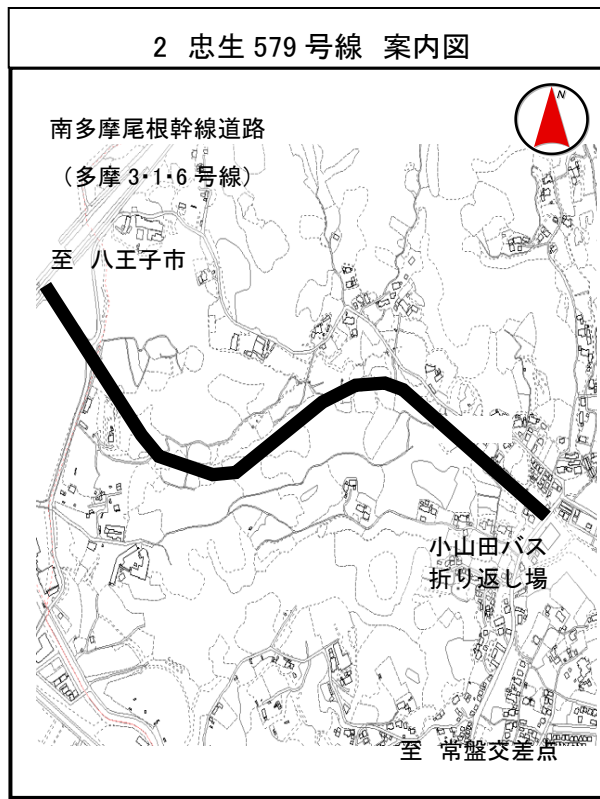 2 忠生 579 号線 案内図
N
南多摩尾根幹線道路
（多摩 3・1・6 号線）
至 八王子市
小山田バス
折り返し場
至 常盤交差点